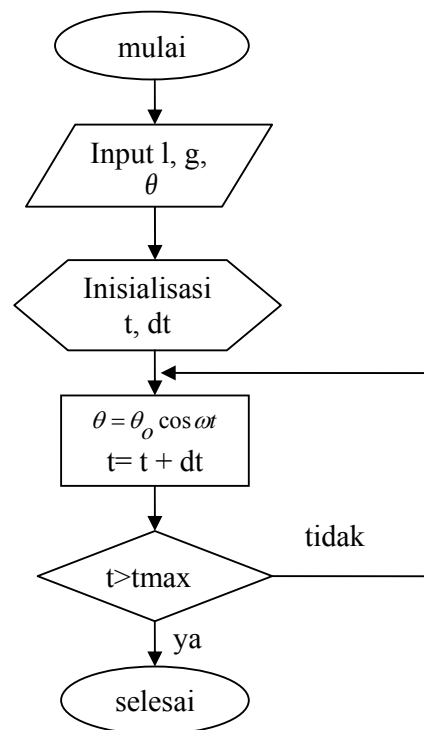 mulai
Input l, g,
θ
Inisialisasi
t, dt
θ = θo cos ωt
t= t + dt
tidak
t>tmax
ya
selesai